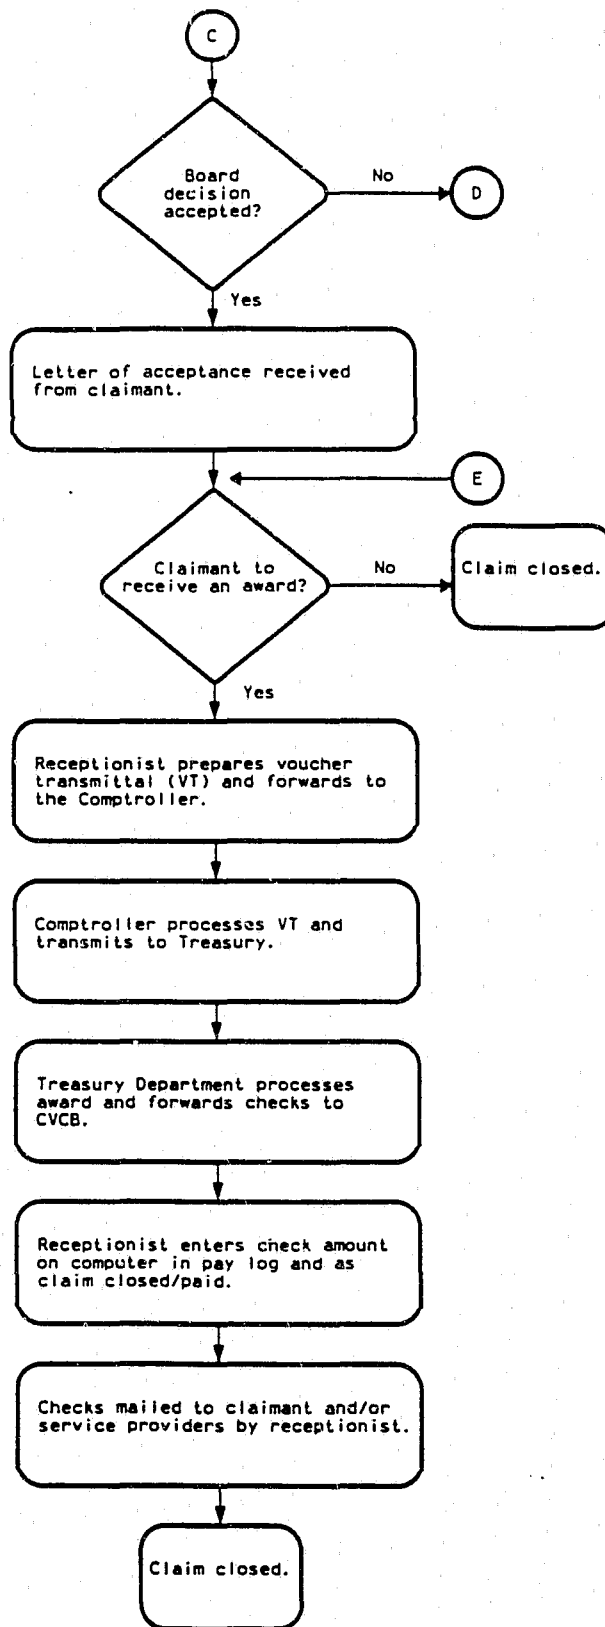 C
Board
decision
accepted?
No
D
Yes
Letter of acceptance received
from claimant.
E
Claimant to
receive an award?
No
Claim closed.
Yes
Receptionist prepares voucher
transmittal (VT) and forwards to
the Comptroller.
Comptroller processes VT and
transmits to Treasury.
Treasury Department processes
award and forwards checks to
CVCB.
Receptionist enters check amount
on computer in pay log and as
claim closed/paid.
Checks mailed to claimant and/or
service providers by receptionist.
Claim closed.